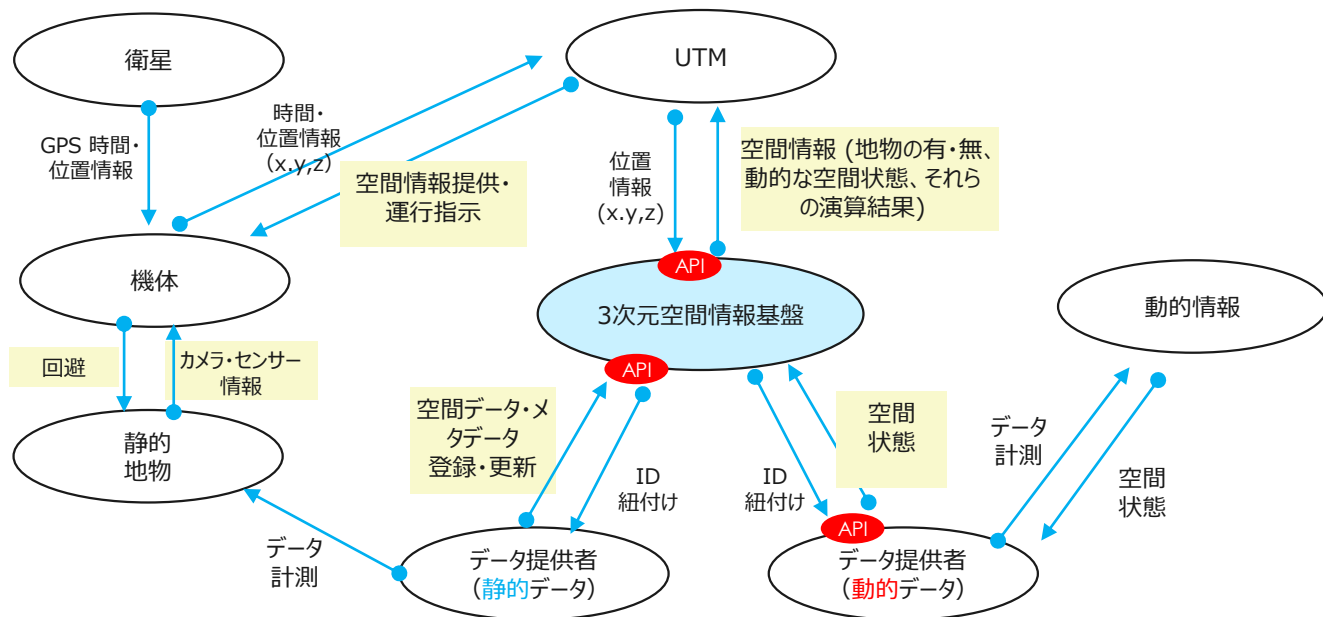 衛星
UTM
GPS 時間・
位置情報
時間・
位置情報
(x.y,z)
空間情報提供・
運行指示
位置
情報
(x.y,z)
空間情報 (地物の有・無、
動的な空間状態、それら
の演算結果)
機体
API
3次元空間情報基盤
API
動的情報
回避
カメラ・センサー
情報
静的
地物
空間データ・メ
タデータ
登録・更新
ID
紐付け
ID
紐付け
空間
状態
データ
計測
空間
状態
データ
計測
データ提供者
(静的データ)
API
データ提供者
(動的データ)